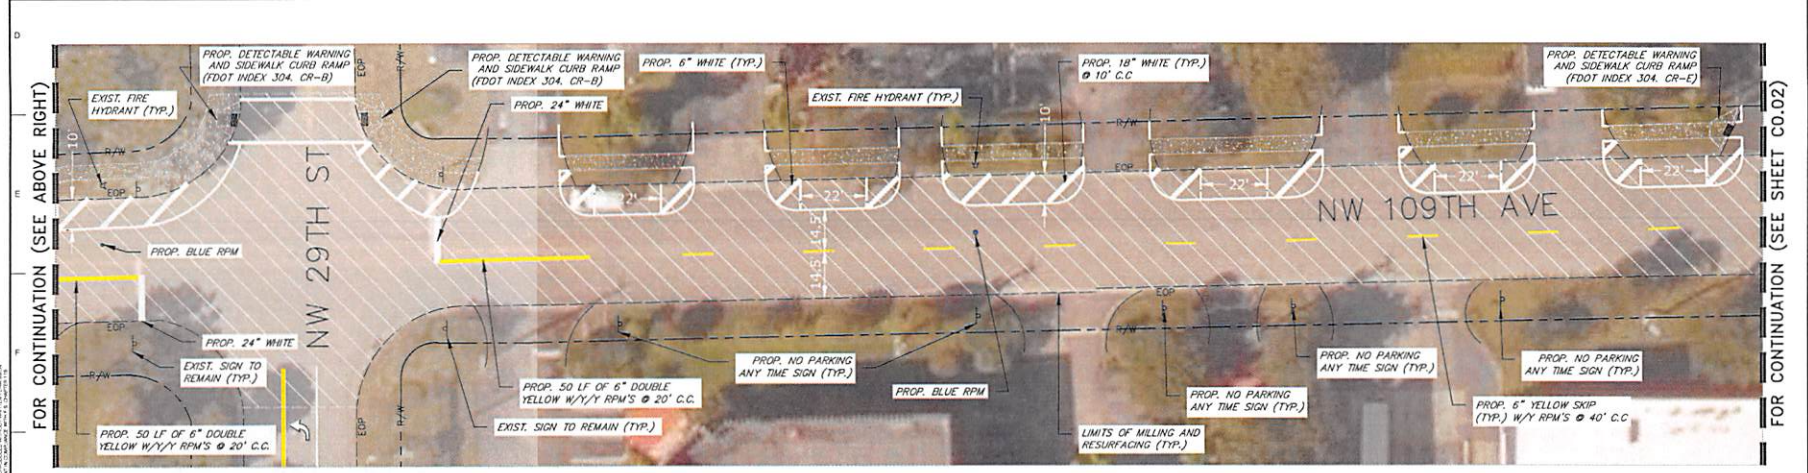 D
E
F
FOR CONTINUATION (SEE ABOVE RIGHT)
PROP. DETECTABLE WARNING
AND SIDEWALK CURB RAMP
(FDOT INDEX 304. CR-B)
EXIST. FIRE
HYDRANT (TYP.)
PROP. DETECTABLE WARNING
AND SIDEWALK CURB RAMP
(FDOT INDEX 304. CR-B)
PROP. 24" WHITE
PROP. 6" WHITE (TYP.)
EXIST. FIRE HYDRANT (TYP.)
PROP. 18" WHITE (TYP.)
@ 10' C.C
PROP. DETECTABLE WARNING
AND SIDEWALK CURB RAMP
(FDOT INDEX 304. CR-E)
EOP
R/W
10'
R/W
EOP
10'
R/W
EOP
22'
22'
22'
22'
22'
NW 29TH ST
NW 109TH AVE
14.5'
14.5'
PROP. BLUE RPM
EOP
PROP. 24" WHITE
EXIST. SIGN TO
REMAIN (TYP.)
R/W
PROP. 50 LF OF 6" DOUBLE
YELLOW W/Y/Y RPM'S @ 20' C.C.
EOP
R/W
PROP. 50 LF OF 6" DOUBLE
YELLOW W/Y/Y RPM'S @ 20' C.C.
EXIST. SIGN TO REMAIN (TYP.)
PROP. NO PARKING
ANY TIME SIGN (TYP.)
PROP. BLUE RPM
EOP
R/W
LIMITS OF MILLING AND
RESURFACING (TYP.)
PROP. NO PARKING
ANY TIME SIGN (TYP.)
PROP. NO PARKING
ANY TIME SIGN (TYP.)
PROP. 6" YELLOW SKIP
(TYP.) W/Y RPM'S @ 40' C.C
PROP. NO PARKING
ANY TIME SIGN (TYP.)
FOR CONTINUATION (SEE SHEET CO.02)